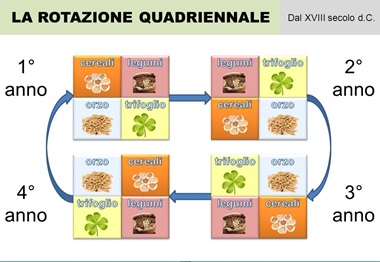 LA ROTAZIONE QUADRIENNALE
Dal XVIII secolo d.C.
1°
anno
cereali legumi
orzo trifoglio
2°
anno
trifoglio legumi
cereali orzo
4°
anno
orzo cereali
trifoglio legumi
3°
anno
trifoglio orzo
legumi cereali